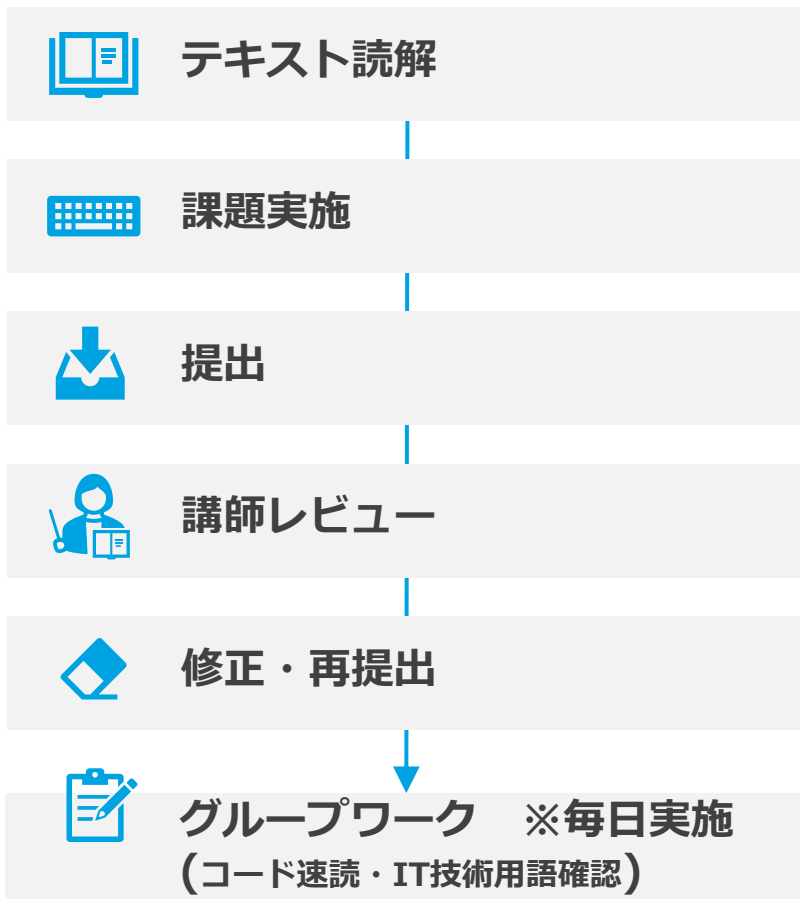 テキスト読解
課題実施
提出
講師レビュー
修正・再提出
グループワーク　※毎日実施
(コード速読・IT技術用語確認)